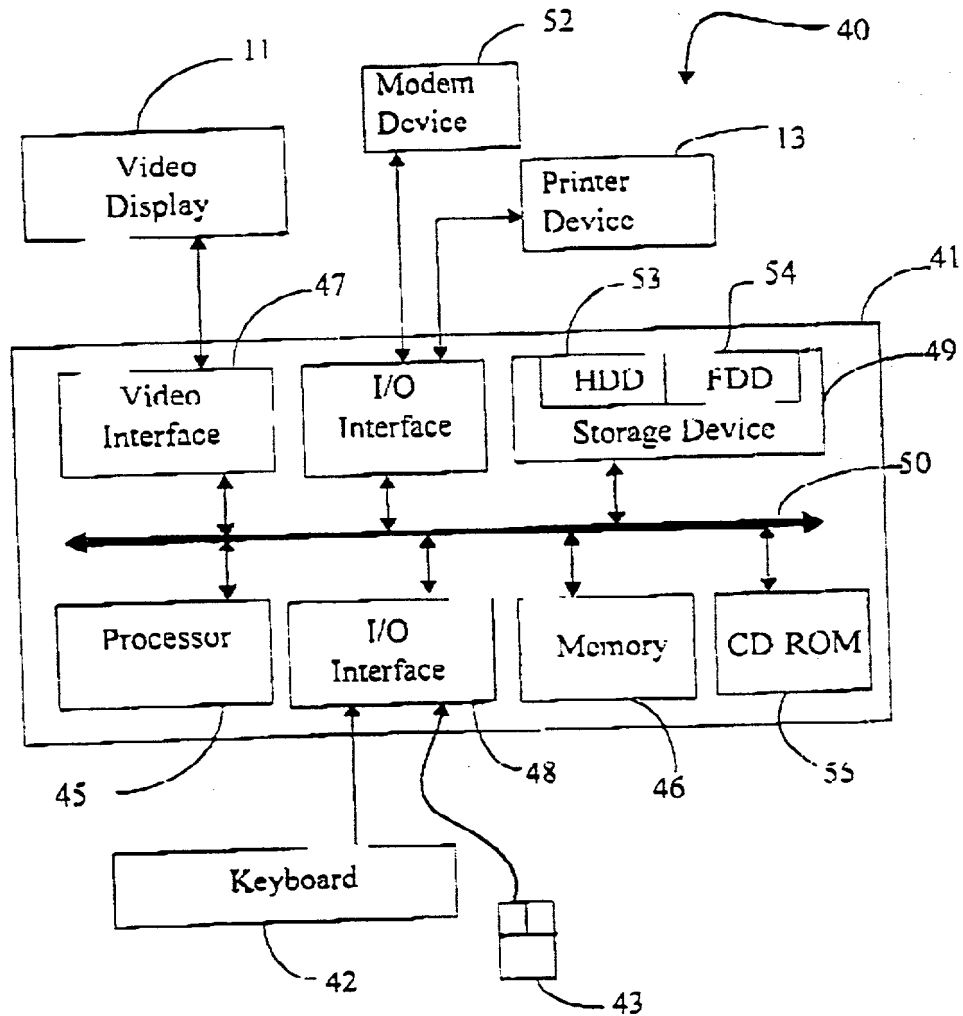 11
52
40
Modem
Device
13
Video
Display
Printer
Device
47
53
54
41
49
Video
Interface
I/O
Interface
HDD
FDD
Storage Device
50
Processor
I/O
Interface
Memory
CD ROM
45
48
46
55
Keyboard
42
43